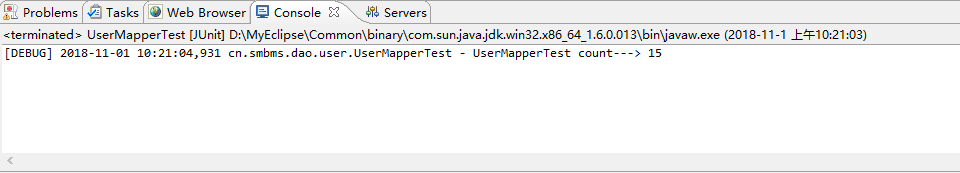 Problems Tasks Web Browser Console Servers
<terminated> UserMapperTest [JUnit] D:\MyEclipse\Common\binary\com.sun.java.jdk.win32.x86_64_1.6.0.013\bin\javaw.exe (2018-11-1 上午10:21:03)
[DEBUG] 2018-11-01 10:21:04,931 cn.smbms.dao.user.UserMapperTest - UserMapperTest count---> 15